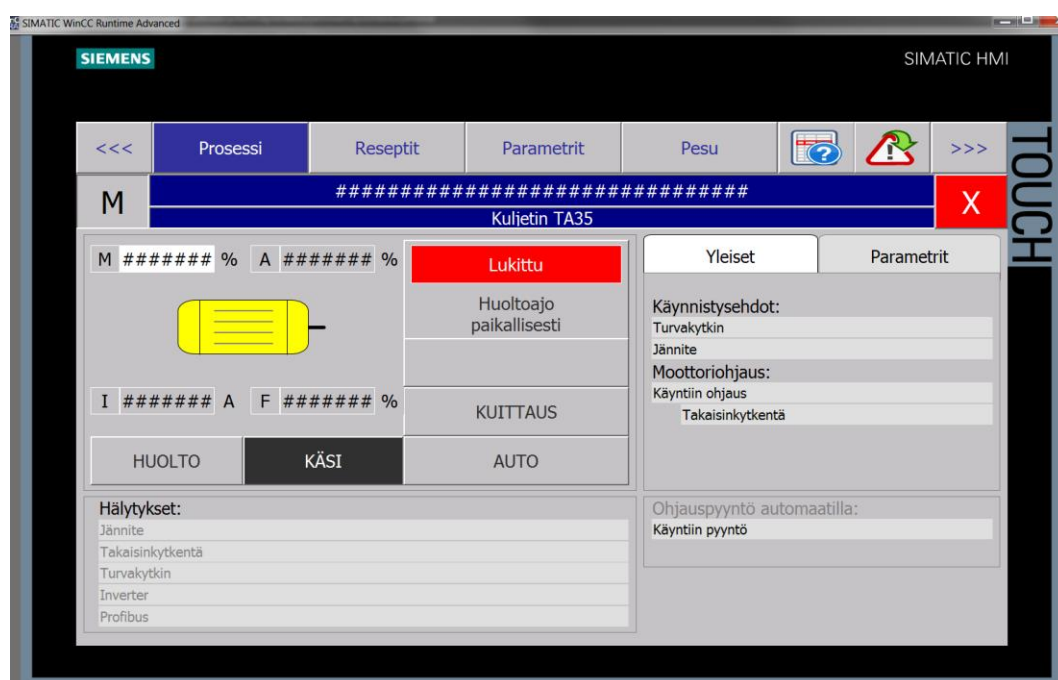 SIMATIC WinCC Runtime Advanced
SIEMENS
SIMATIC HMI
TOUCH
<<< Prosessi Reseptit Parametrit Pesu >>>
M
################################
Kuljetin TA35
X
M ####### % A ####### %
Lukittu
Huoltoajo
paikallisesti
I ####### A F ####### %
KUITTAUS
HUOLTO KÄSI AUTO
Yleiset Parametrit
Käynnistysehdot:
Turvakytkin
Jännite
Moottoriohjaus:
Käyntiin ohjaus
Takaisinkytkentä
Hälytykset:
Jännite
Takaisinkytkentä
Turvakytkin
Inverter
Profibus
Ohjauspyyntö automaatilla:
Käyntiin pyyntö